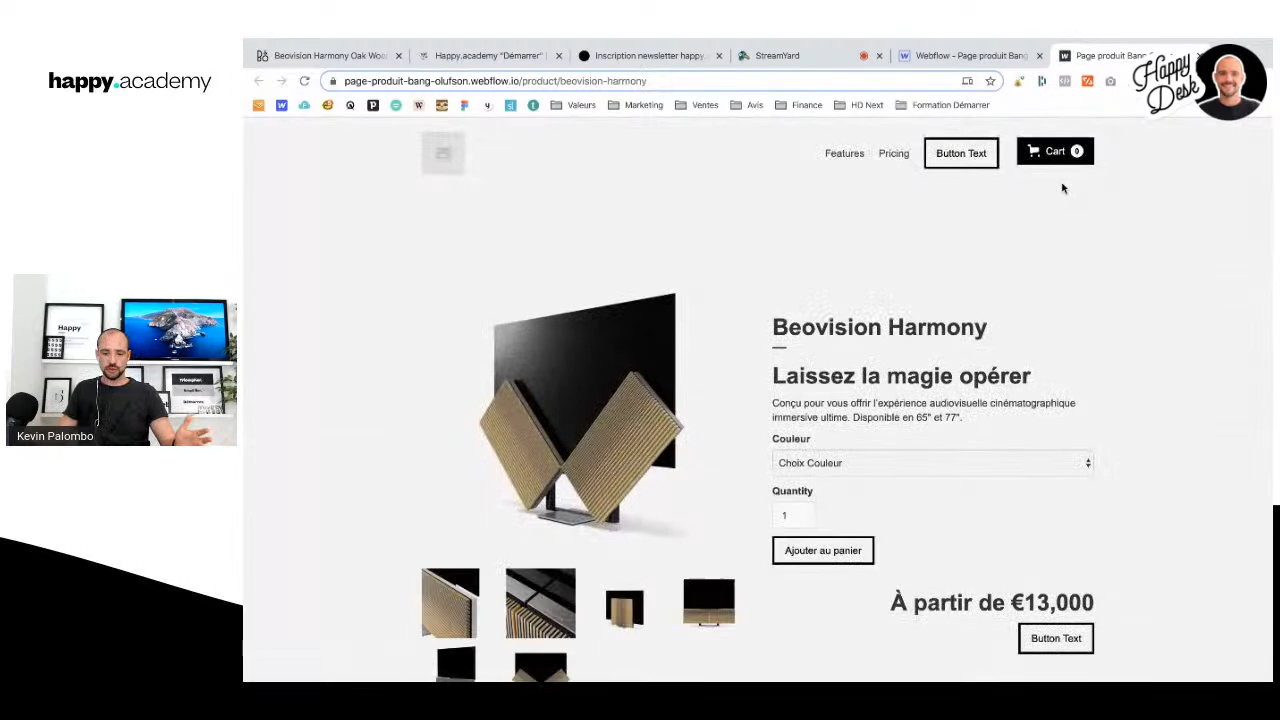 happy.academy
Beovision Harmony Oak Woo
Happy.academy "Démarrer"
Inscription newsletter happy
StreamYard
Webflow - Page produit Bang
Page produit Bang
Happy Desk
page-produit-bang-olufson.webflow.io/product/beovision-harmony
Valeurs
Marketing
Ventes
Avis
Finance
HD Next
Formation Démarrer
Features
Pricing
Button Text
Cart 0
Beovision Harmony
Laissez la magie opérer
Conçu pour vous offrir l'expérience audiovisuelle cinématographique
immersive ultime. Disponible en 65" et 77".
Couleur
Choix Couleur
Quantity
1
Ajouter au panier
À partir de €13,000
Button Text
Happy
Kevin Palombo